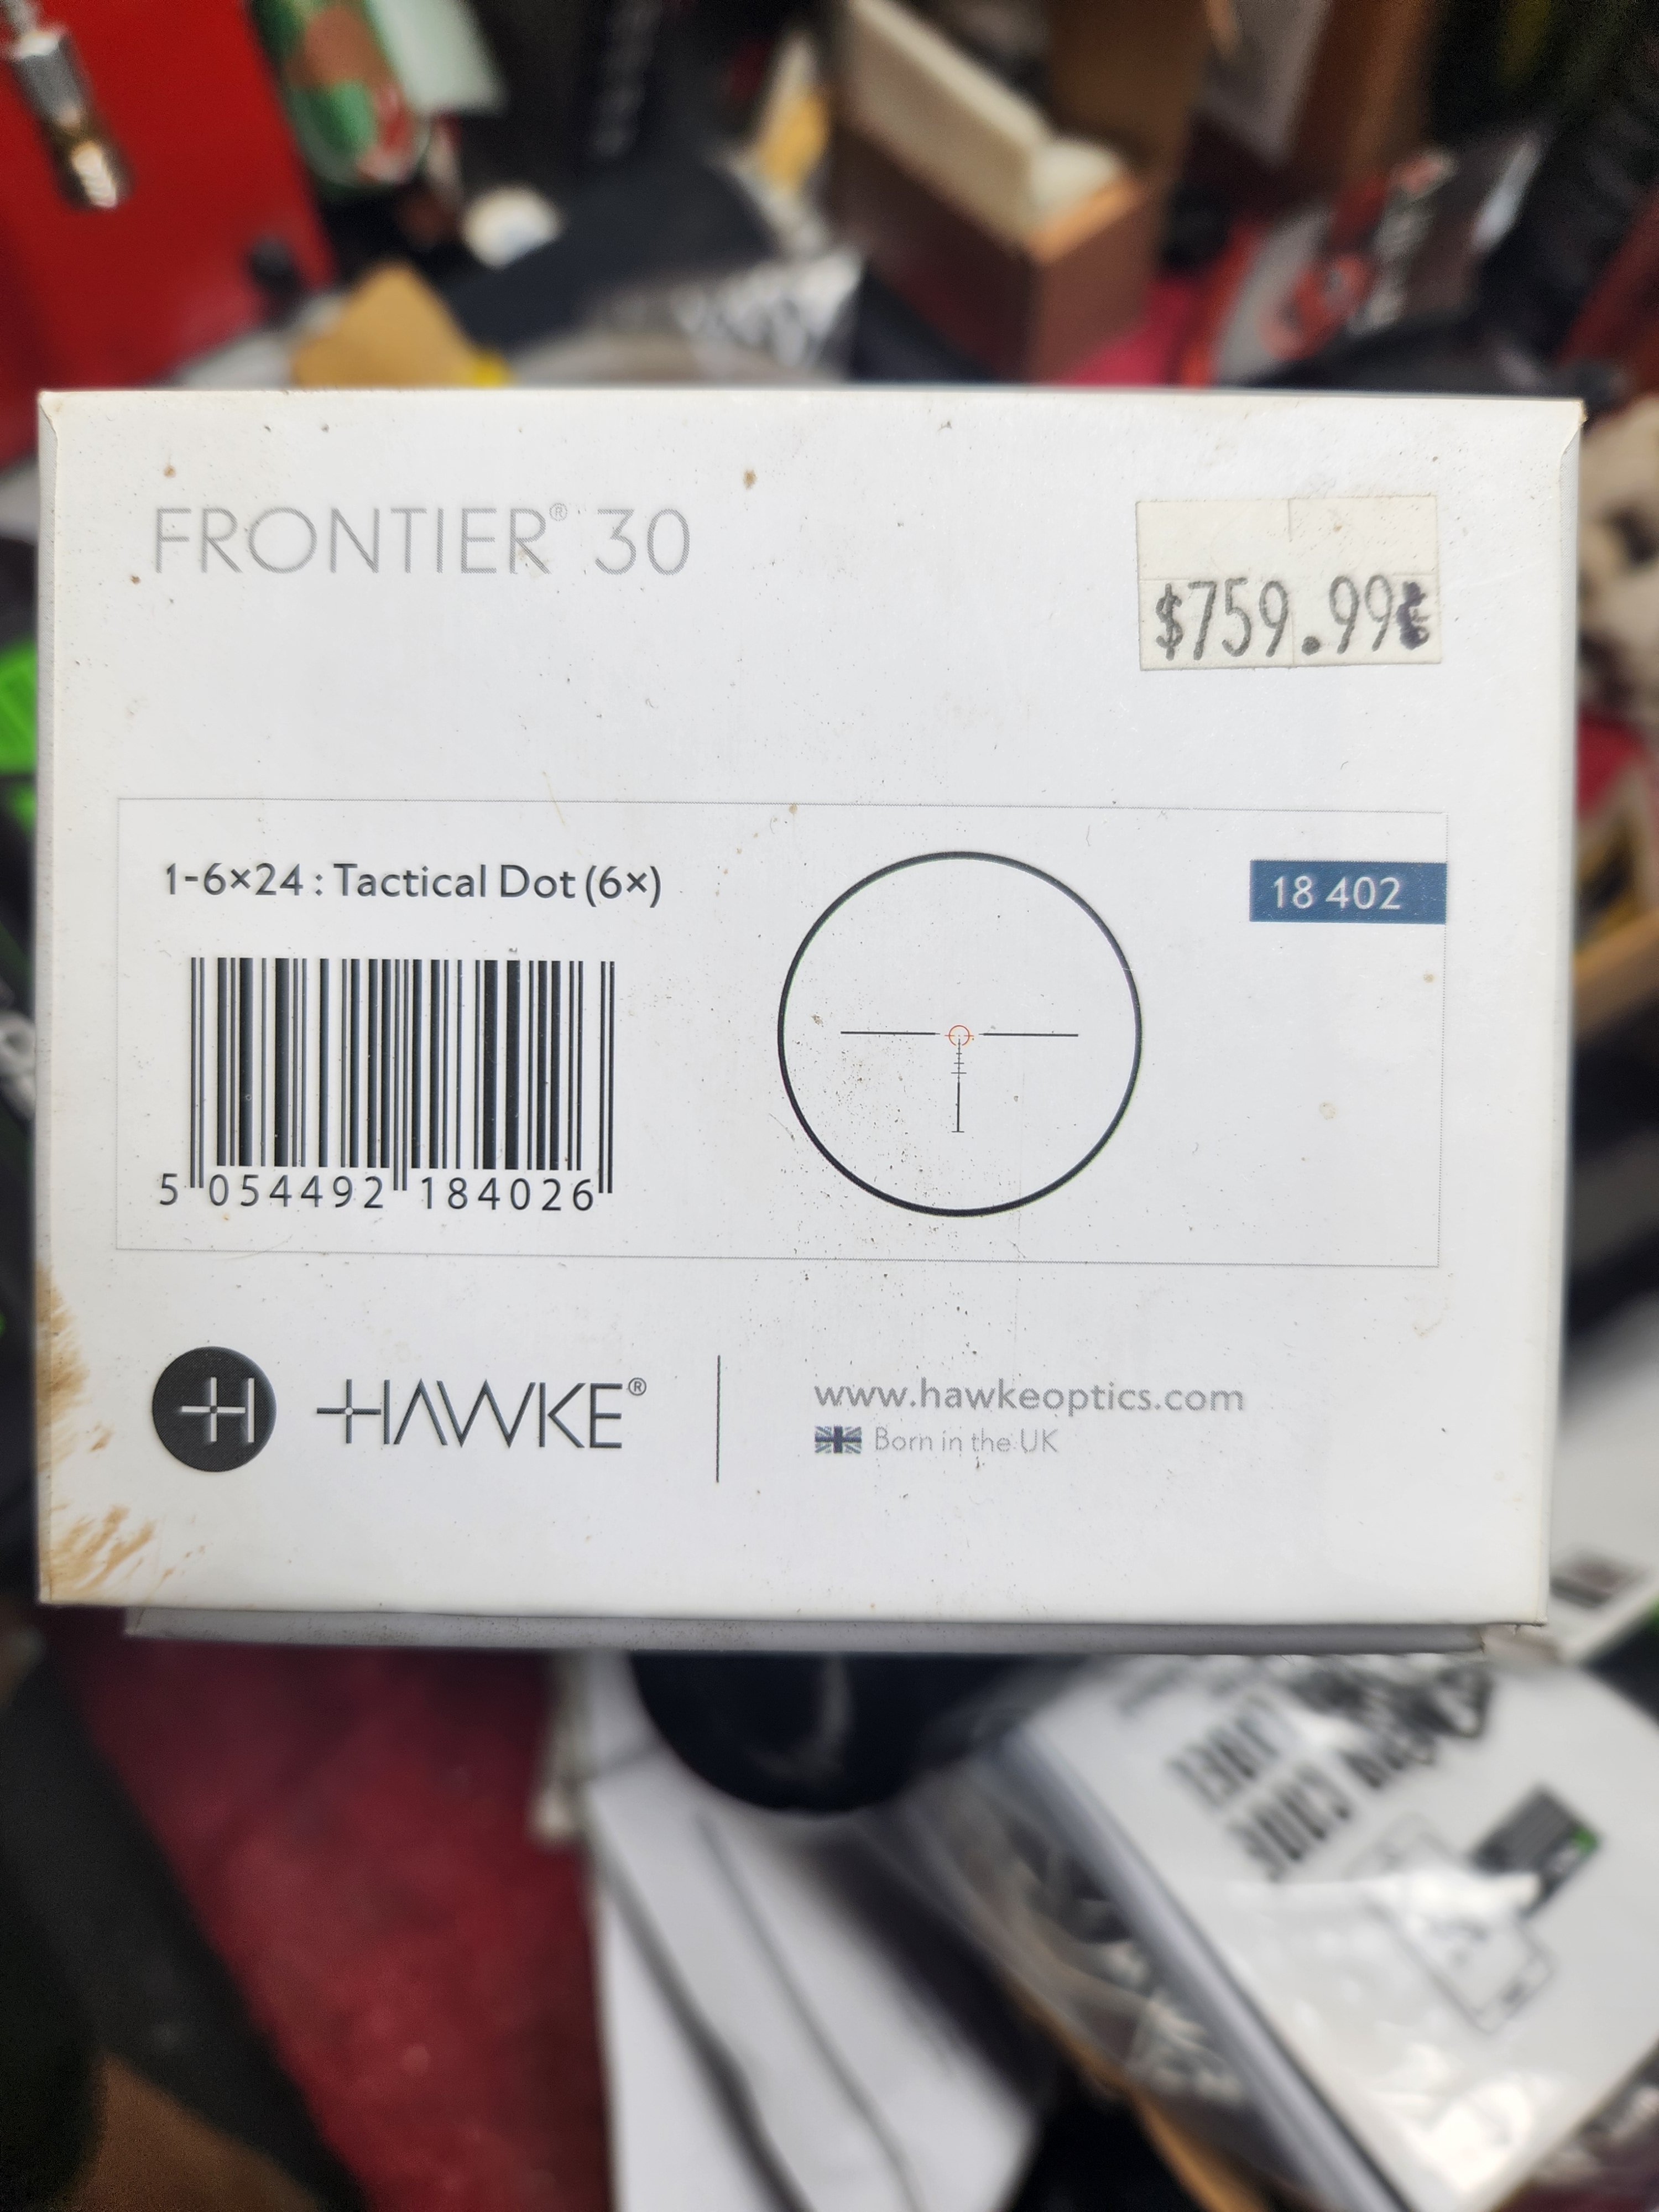 FRONTIER® 30
$759.99
1-6×24 : Tactical Dot (6×)
18 402
5 054492 184026
HAWKE®
www.hawkeoptics.com
Born in the UK